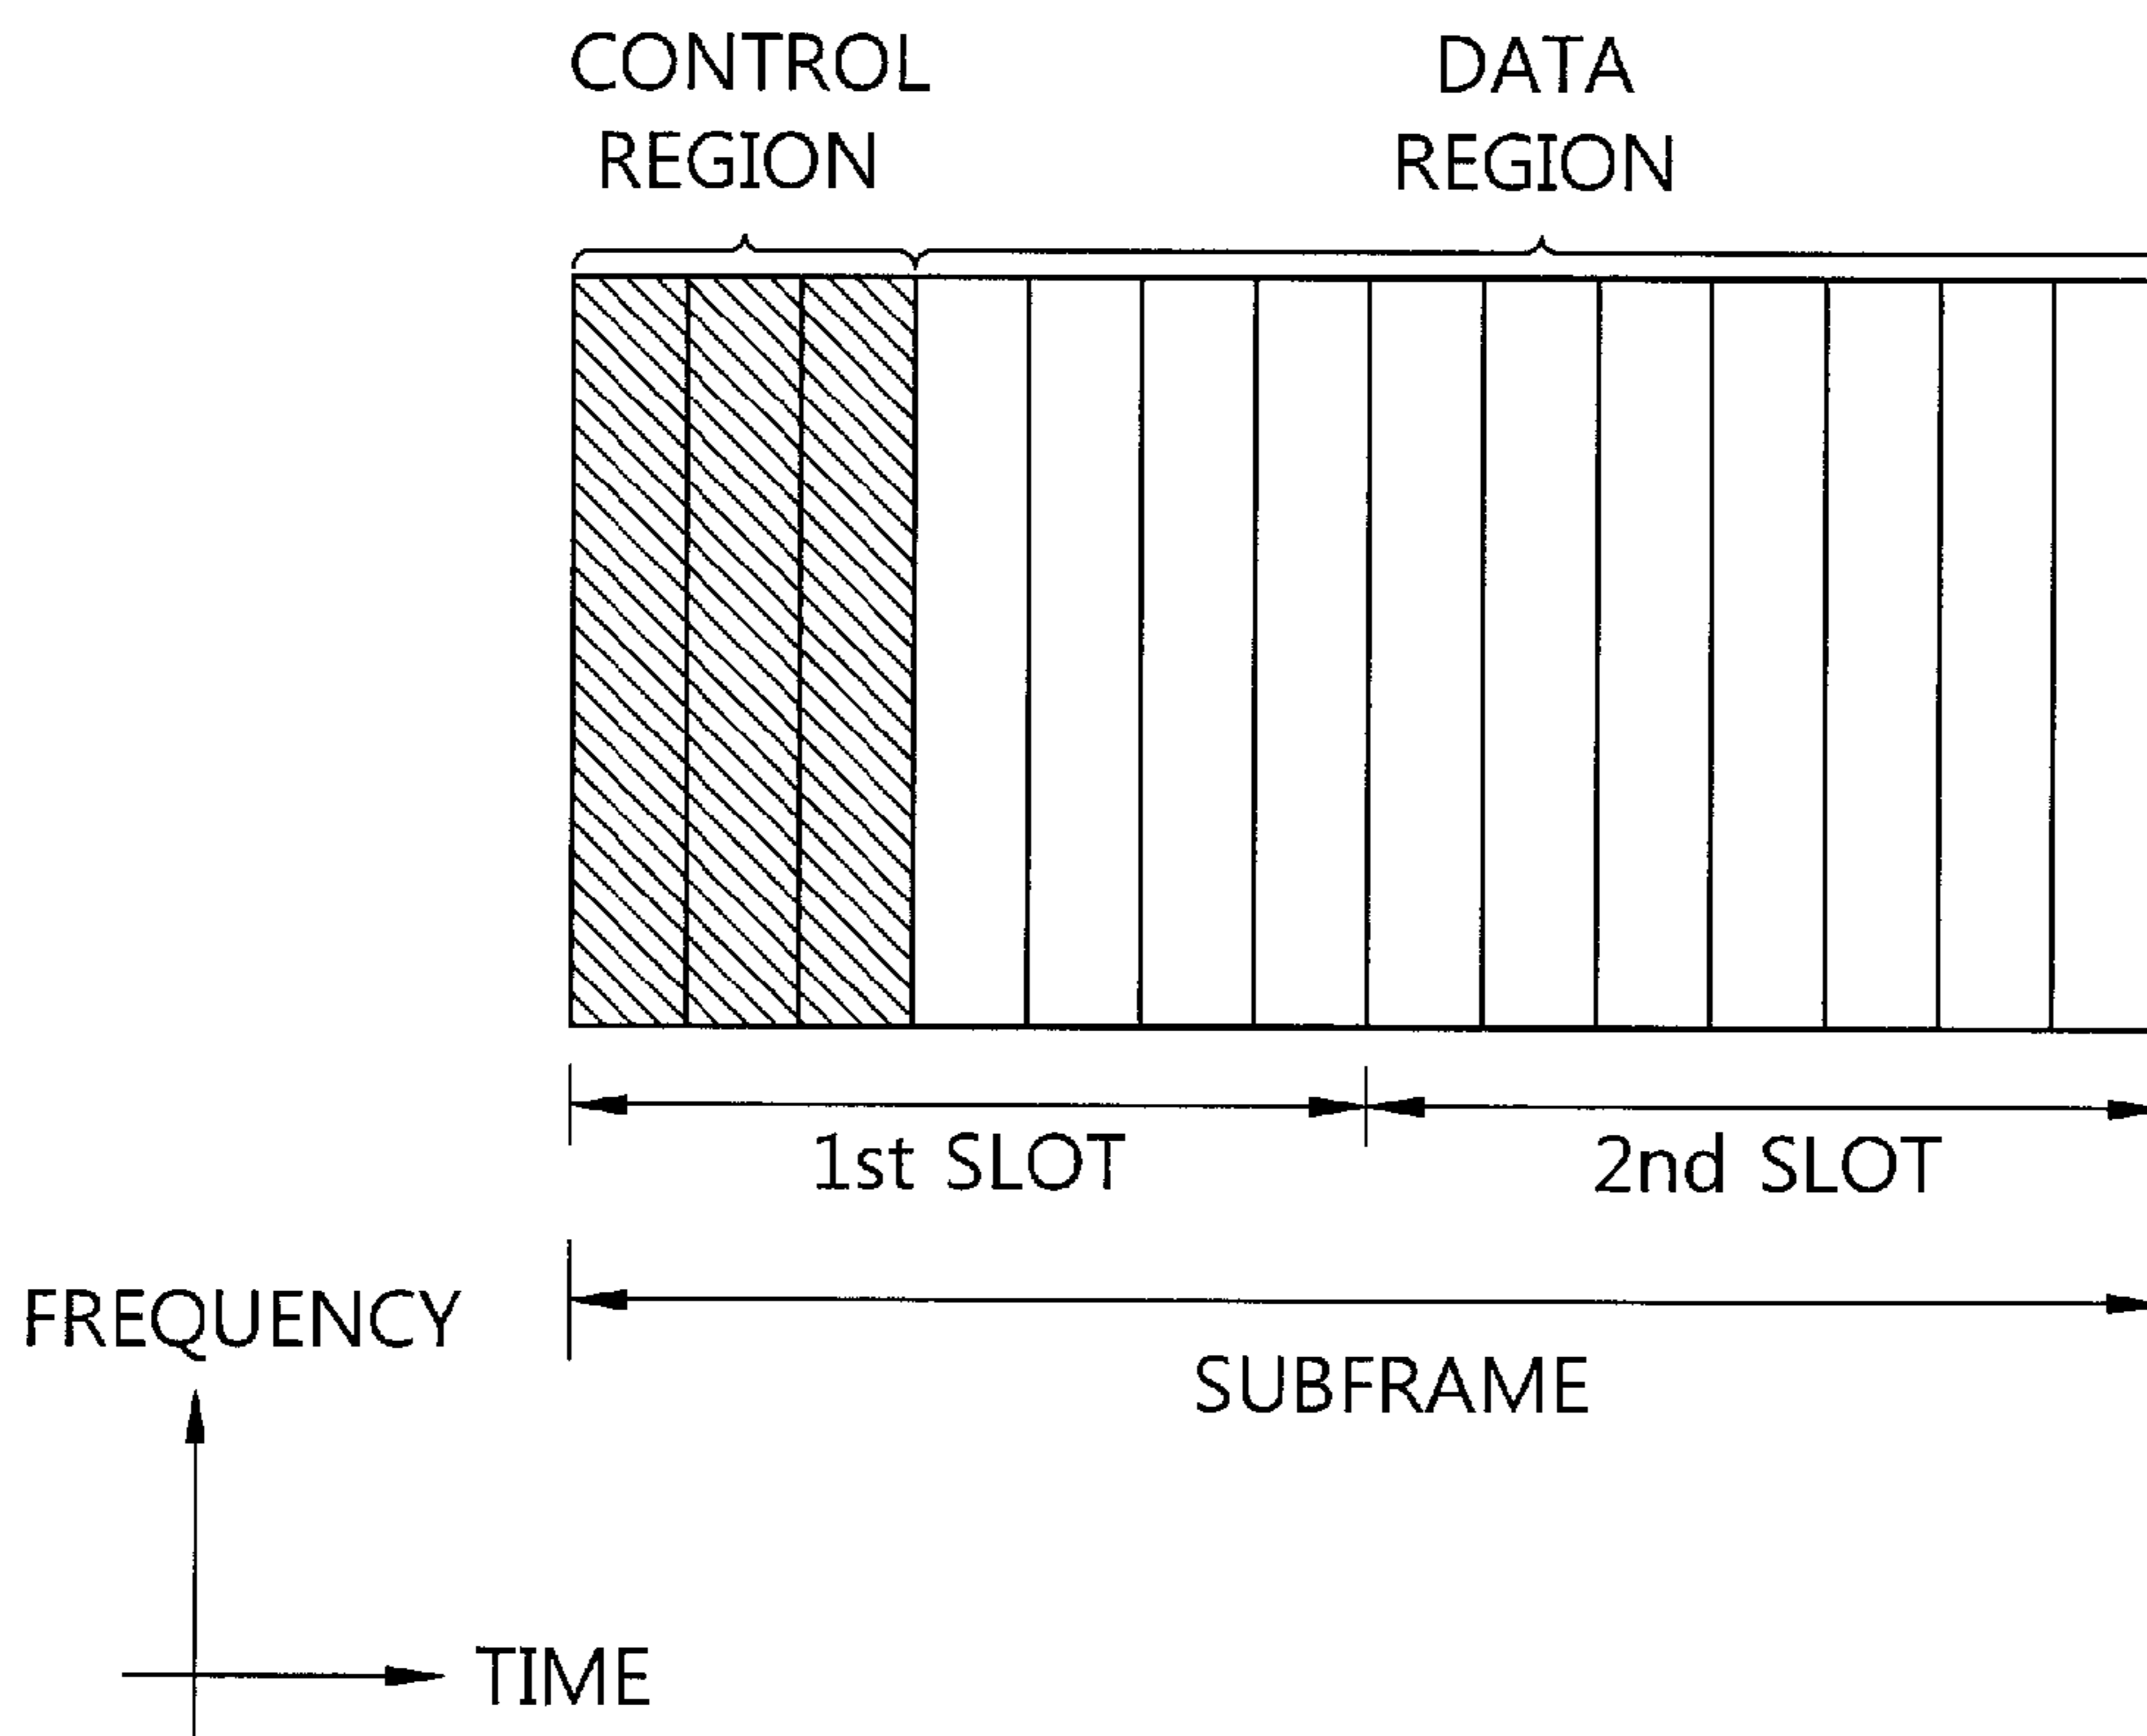 CONTROL
REGION
DATA
REGION
1st SLOT
2nd SLOT
SUBFRAME
FREQUENCY
TIME